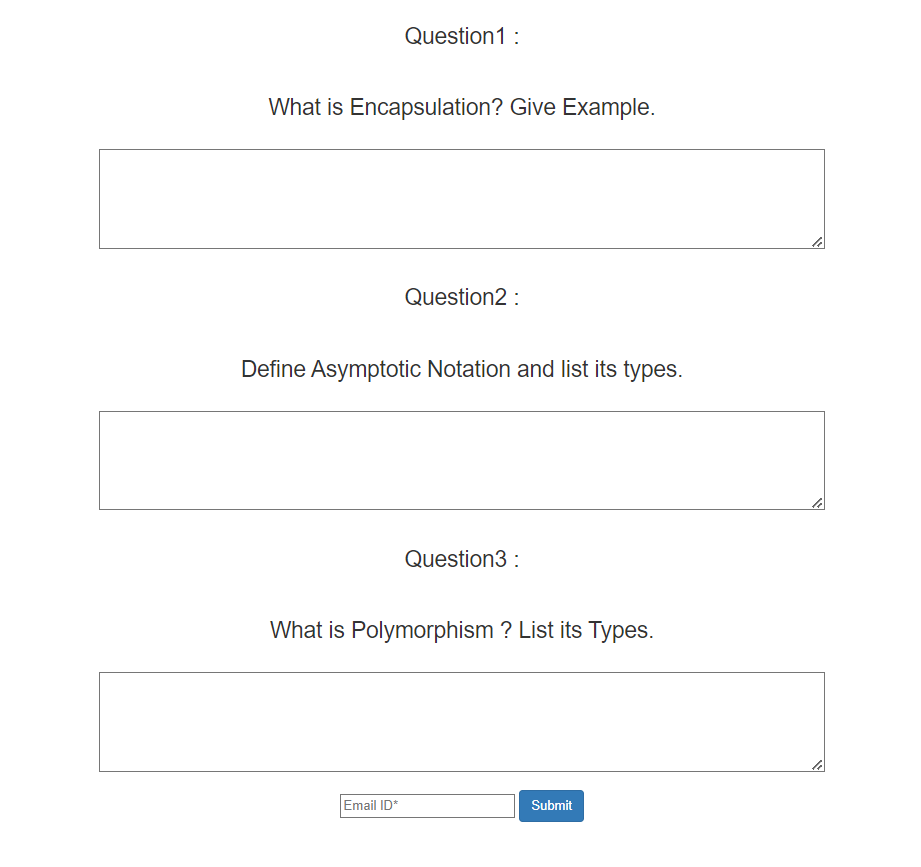 Question1 :
What is Encapsulation? Give Example.
Question2 :
Define Asymptotic Notation and list its types.
Question3 :
What is Polymorphism ? List its Types.
Email ID* Submit